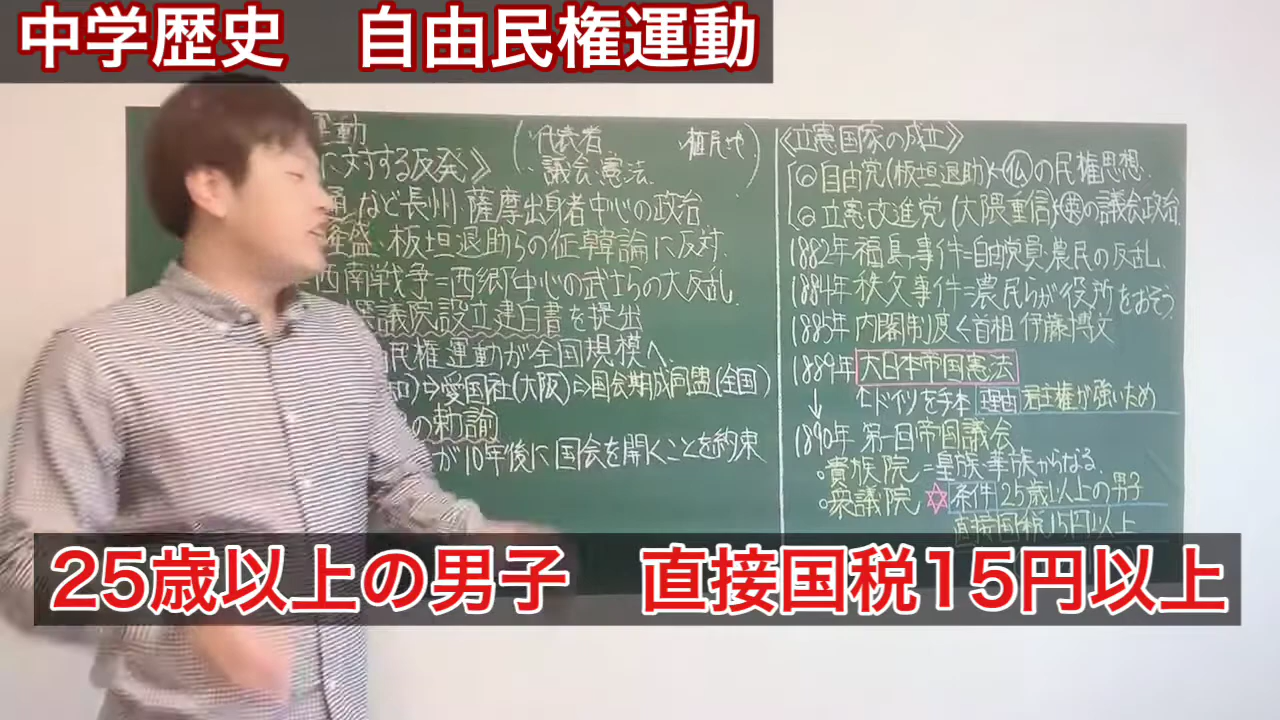 中学歴史　自由民権運動
運動
(・代表者　・植民地)
に対する反発》
・議会・憲法
通など長州・薩摩出身者中心の政治
隆盛・板垣退助らの征韓論に反対
西南戦争=西郷中心の武士らの大反乱
議院設立建白書を提出
民権運動が全国規模へ
⇒愛国社(大阪)⇒国会期成同盟(全国)
の勅諭
が10年後に国会を開くことを約束
《立憲国家の成立》
◎自由党(板垣退助)←仏の民権思想
◎立憲改進党(大隈重信)←英の議会政治
1882年 福島事件=自由党員・農民の反乱
1884年 秩父事件=農民らが役所をおそう
1885年 内閣制度<首相 伊藤博文
1889年 大日本帝国憲法
↓ ↑ドイツを手本 理由 君主権が強いため
1890年 第一回帝国議会
・貴族院=皇族・華族からなる
・衆議院 ✡条件 25歳以上の男子
直接国税15円以上
25歳以上の男子　直接国税15円以上